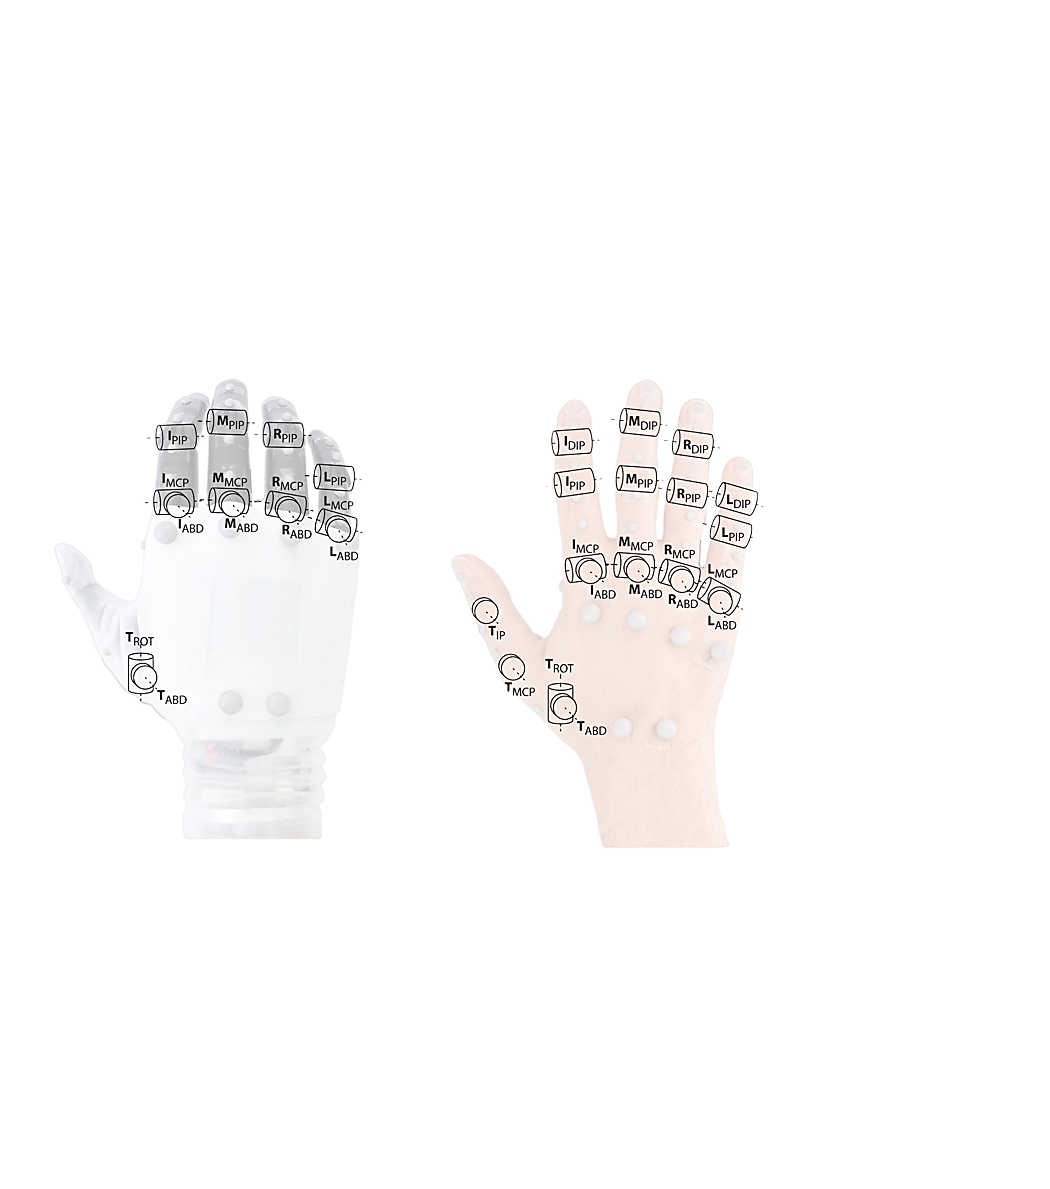 MPIP
IPIP
RPIP
IMCP
MMCP
RMCP
LPIP
LMCP
IABD
MABD
RABD
LABD
TROT
TABD
MDIP
IDIP
RDIP
IPIP
MPIP
RPIP
LDIP
LPIP
IMCP
MMCP
RMCP
LMCP
IABD
MABD
RABD
LABD
TIP
TMCP
TROT
TABD